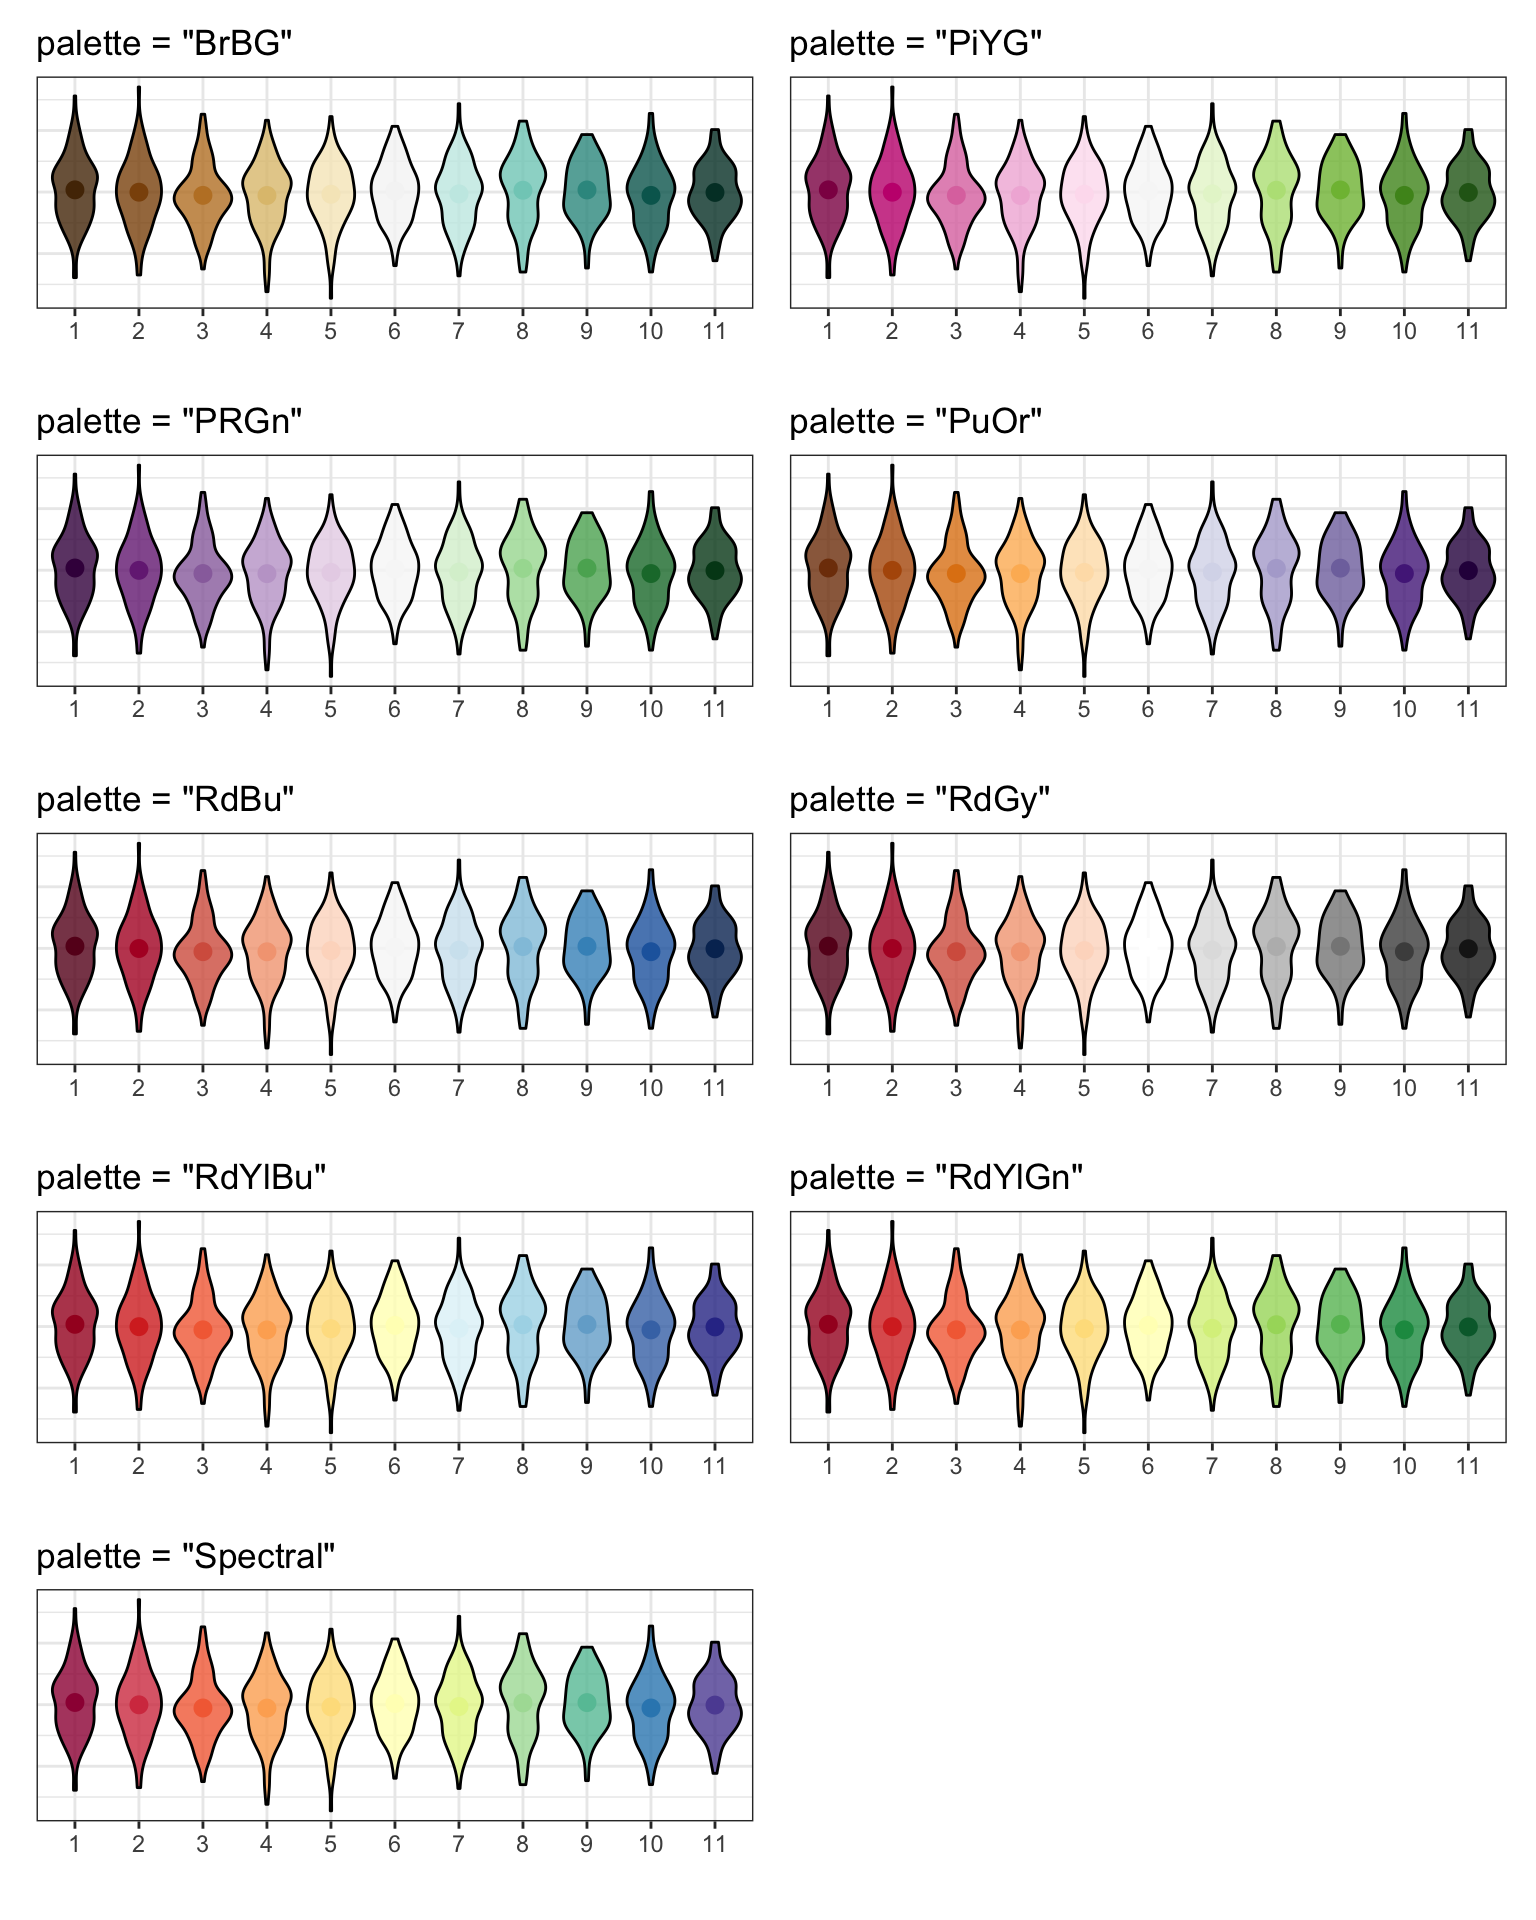 palette = "BrBG"
palette = "PiYG"
1 2 3 4 5 6 7 8 9 10 11
1 2 3 4 5 6 7 8 9 10 11
palette = "PRGn"
palette = "PuOr"
1 2 3 4 5 6 7 8 9 10 11
1 2 3 4 5 6 7 8 9 10 11
palette = "RdBu"
palette = "RdGy"
1 2 3 4 5 6 7 8 9 10 11
1 2 3 4 5 6 7 8 9 10 11
palette = "RdYlBu"
palette = "RdYlGn"
1 2 3 4 5 6 7 8 9 10 11
1 2 3 4 5 6 7 8 9 10 11
palette = "Spectral"
1 2 3 4 5 6 7 8 9 10 11